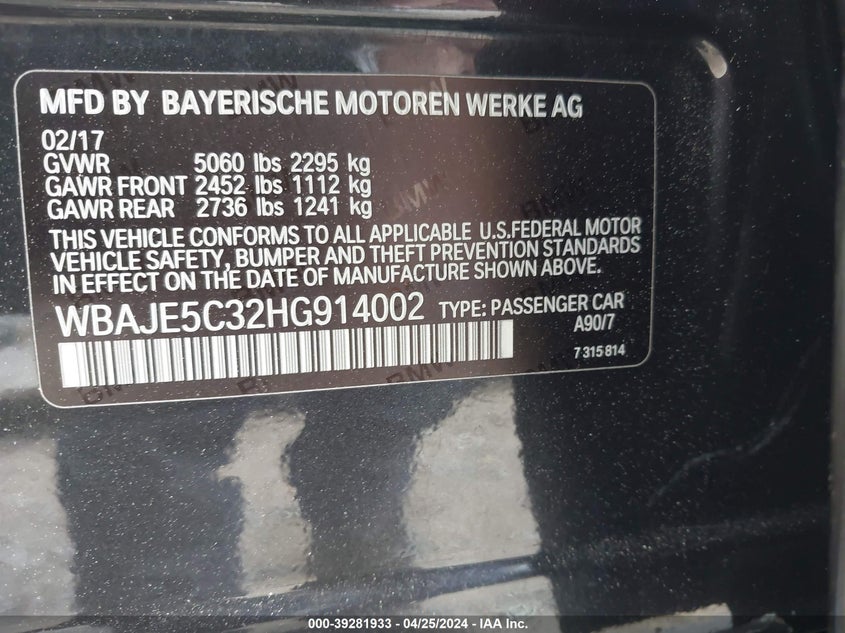 MFD BY BAYERISCHE MOTOREN WERKE AG
02/17
GVWR 5060 lbs 2295 kg
GAWR FRONT 2452 lbs 1112 kg
GAWR REAR 2736 lbs 1241 kg
THIS VEHICLE CONFORMS TO ALL APPLICABLE U.S.FEDERAL MOTOR
VEHICLE SAFETY, BUMPER AND THEFT PREVENTION STANDARDS
IN EFFECT ON THE DATE OF MANUFACTURE SHOWN ABOVE.
WBAJE5C32HG914002 TYPE: PASSENGER CAR
A90/7
7 315 814
000-39281933 - 04/25/2024 - IAA Inc.